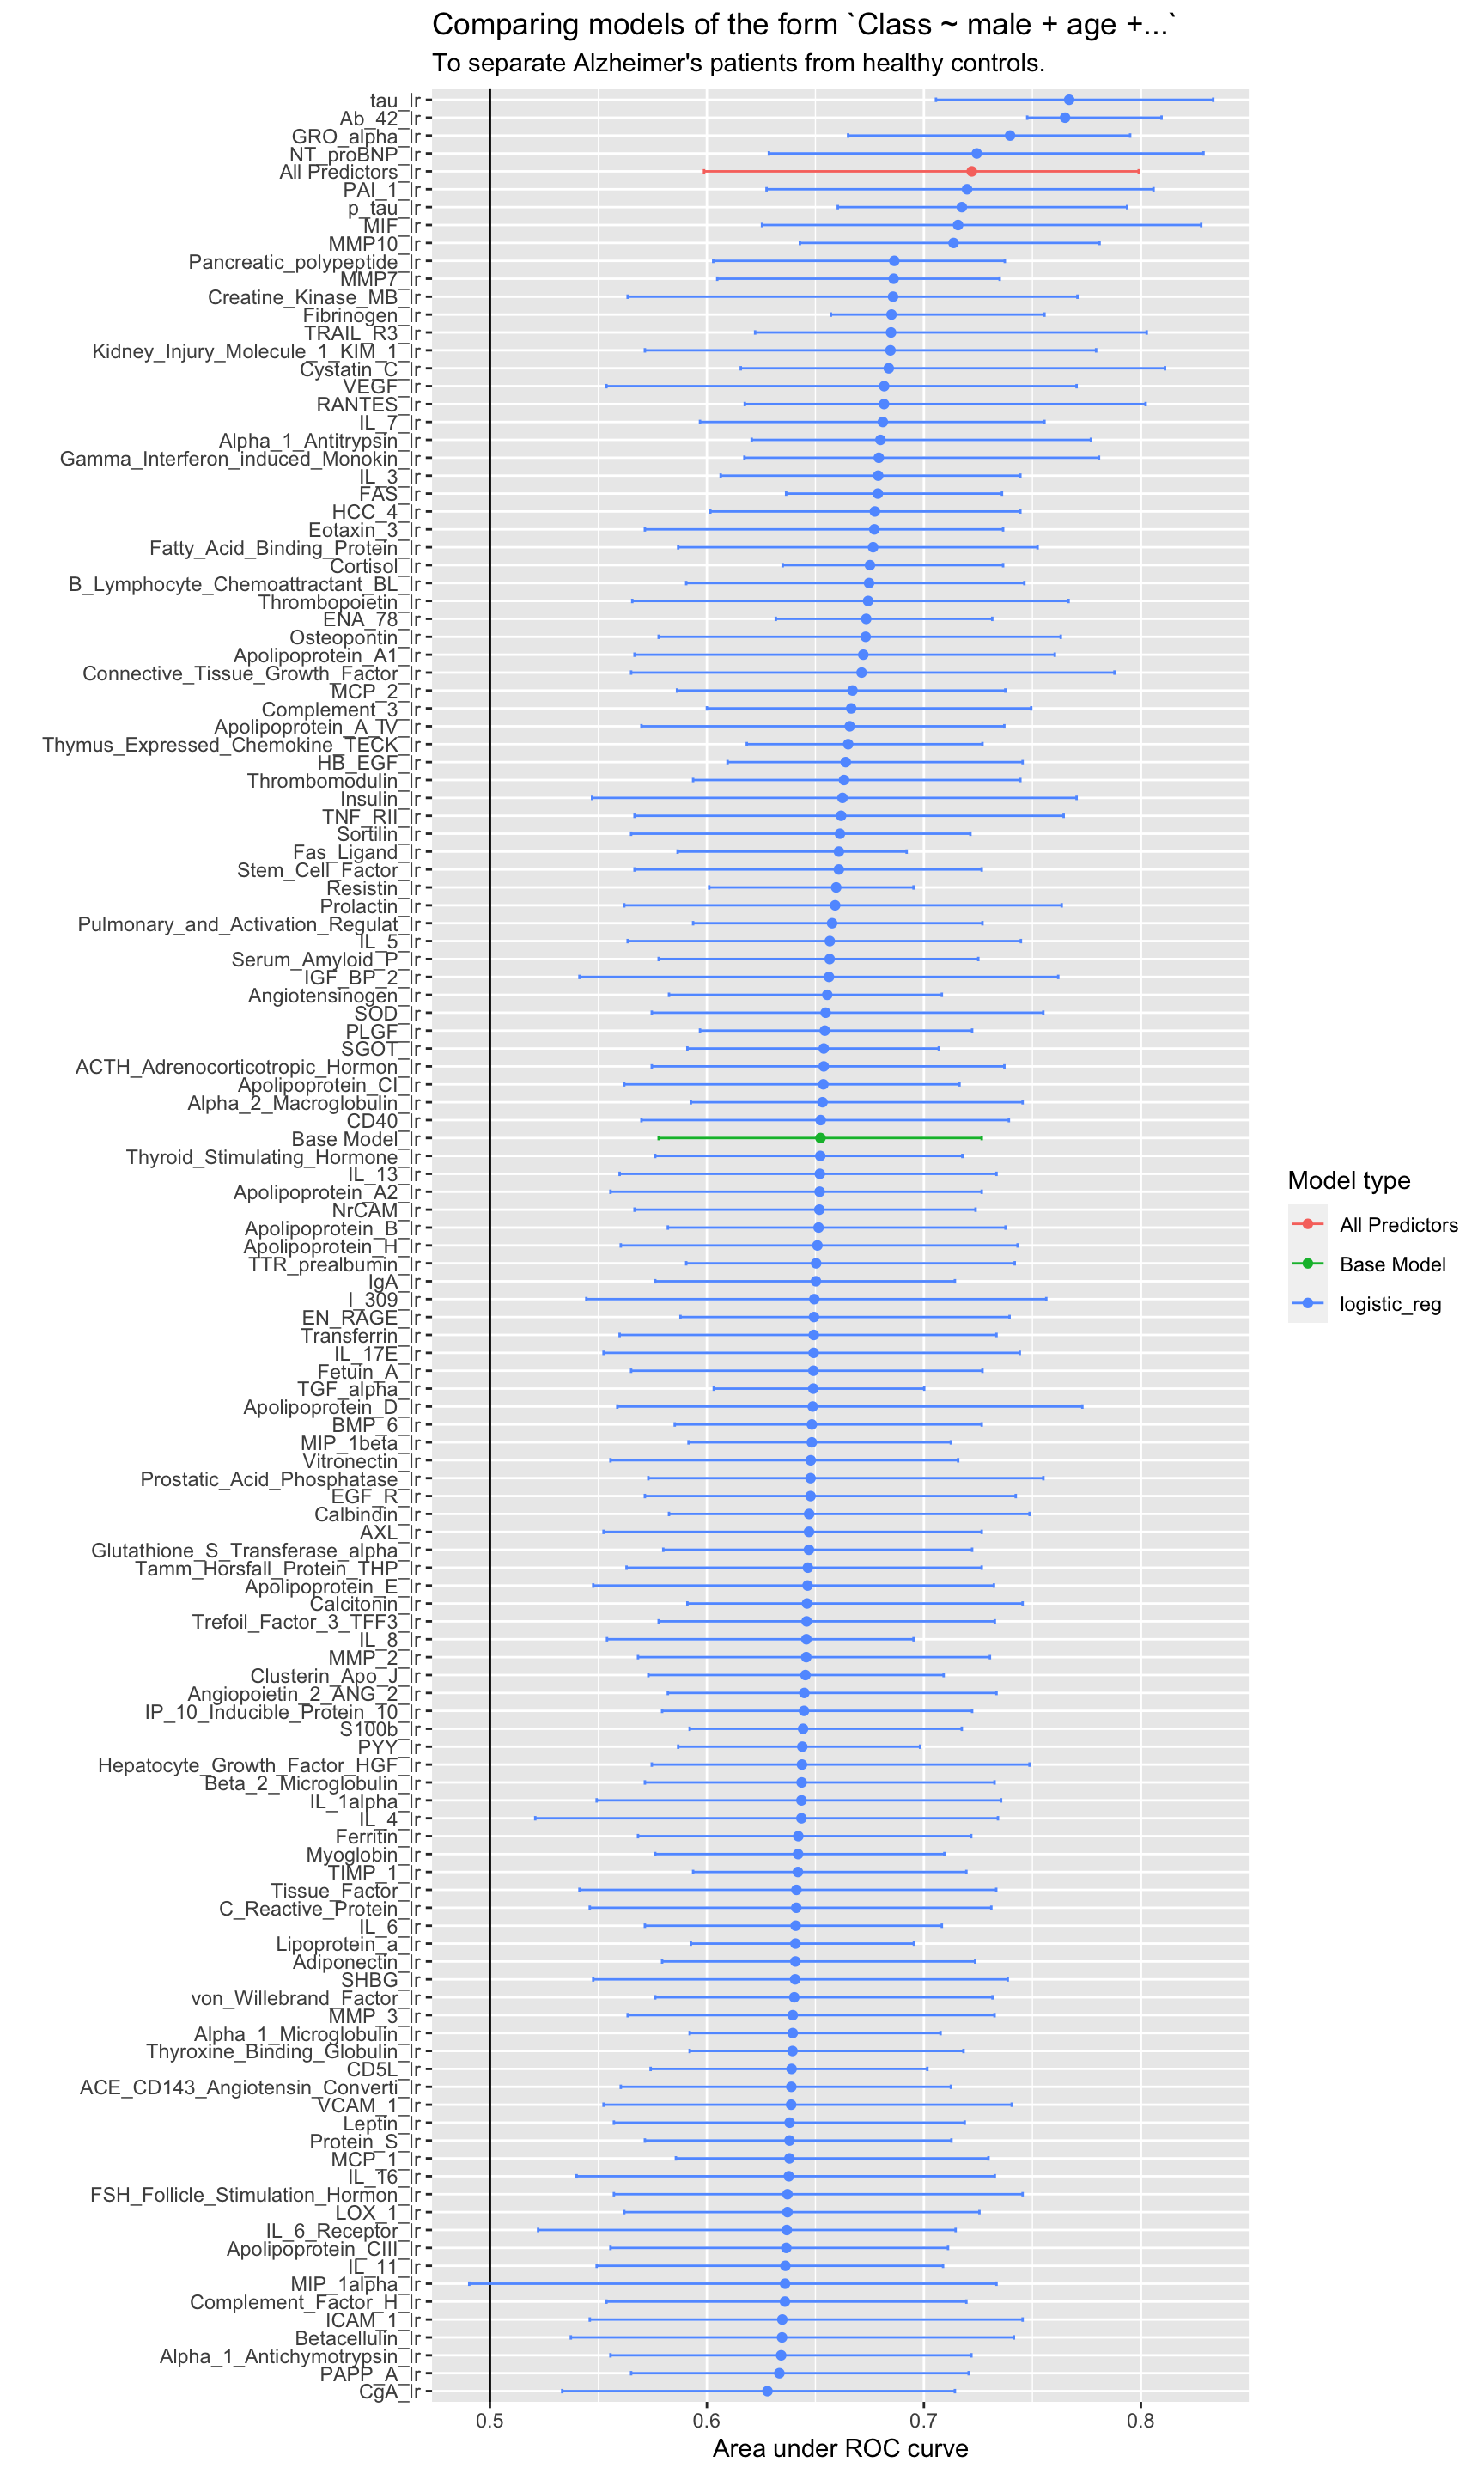 Comparing models of the form `Class ~ male + age +...`
To separate Alzheimer's patients from healthy controls.
tau_lr
Ab_42_lr
GRO_alpha_lr
NT_proBNP_lr
All Predictors_lr
PAI_1_lr
p_tau_lr
MIF_lr
MMP10_lr
Pancreatic_polypeptide_lr
MMP7_lr
Creatine_Kinase_MB_lr
Fibrinogen_lr
TRAIL_R3_lr
Kidney_Injury_Molecule_1_KIM_1_lr
Cystatin_C_lr
VEGF_lr
RANTES_lr
IL_7_lr
Alpha_1_Antitrypsin_lr
Gamma_Interferon_induced_Monokin_lr
IL_3_lr
FAS_lr
HCC_4_lr
Eotaxin_3_lr
Fatty_Acid_Binding_Protein_lr
Cortisol_lr
B_Lymphocyte_Chemoattractant_BL_lr
Thrombopoietin_lr
ENA_78_lr
Osteopontin_lr
Apolipoprotein_A1_lr
Connective_Tissue_Growth_Factor_lr
MCP_2_lr
Complement_3_lr
Apolipoprotein_A_IV_lr
Thymus_Expressed_Chemokine_TECK_lr
HB_EGF_lr
Thrombomodulin_lr
Insulin_lr
TNF_RII_lr
Sortilin_lr
Fas_Ligand_lr
Stem_Cell_Factor_lr
Resistin_lr
Prolactin_lr
Pulmonary_and_Activation_Regulat_lr
IL_5_lr
Serum_Amyloid_P_lr
IGF_BP_2_lr
Angiotensinogen_lr
SOD_lr
PLGF_lr
SGOT_lr
ACTH_Adrenocorticotropic_Hormon_lr
Apolipoprotein_CI_lr
Alpha_2_Macroglobulin_lr
CD40_lr
Base Model_lr
Thyroid_Stimulating_Hormone_lr
IL_13_lr
Apolipoprotein_A2_lr
NrCAM_lr
Apolipoprotein_B_lr
Apolipoprotein_H_lr
TTR_prealbumin_lr
IgA_lr
I_309_lr
EN_RAGE_lr
Transferrin_lr
IL_17E_lr
Fetuin_A_lr
TGF_alpha_lr
Apolipoprotein_D_lr
BMP_6_lr
MIP_1beta_lr
Vitronectin_lr
Prostatic_Acid_Phosphatase_lr
EGF_R_lr
Calbindin_lr
AXL_lr
Glutathione_S_Transferase_alpha_lr
Tamm_Horsfall_Protein_THP_lr
Apolipoprotein_E_lr
Calcitonin_lr
Trefoil_Factor_3_TFF3_lr
IL_8_lr
MMP_2_lr
Clusterin_Apo_J_lr
Angiopoietin_2_ANG_2_lr
IP_10_Inducible_Protein_10_lr
S100b_lr
PYY_lr
Hepatocyte_Growth_Factor_HGF_lr
Beta_2_Microglobulin_lr
IL_1alpha_lr
IL_4_lr
Ferritin_lr
Myoglobin_lr
TIMP_1_lr
Tissue_Factor_lr
C_Reactive_Protein_lr
IL_6_lr
Lipoprotein_a_lr
Adiponectin_lr
SHBG_lr
von_Willebrand_Factor_lr
MMP_3_lr
Alpha_1_Microglobulin_lr
Thyroxine_Binding_Globulin_lr
CD5L_lr
ACE_CD143_Angiotensin_Converti_lr
VCAM_1_lr
Leptin_lr
Protein_S_lr
MCP_1_lr
IL_16_lr
FSH_Follicle_Stimulation_Hormon_lr
LOX_1_lr
IL_6_Receptor_lr
Apolipoprotein_CIII_lr
IL_11_lr
MIP_1alpha_lr
Complement_Factor_H_lr
ICAM_1_lr
Betacellulin_lr
Alpha_1_Antichymotrypsin_lr
PAPP_A_lr
CgA_lr
0.5 0.6 0.7 0.8
Area under ROC curve
Model type
All Predictors
Base Model
logistic_reg